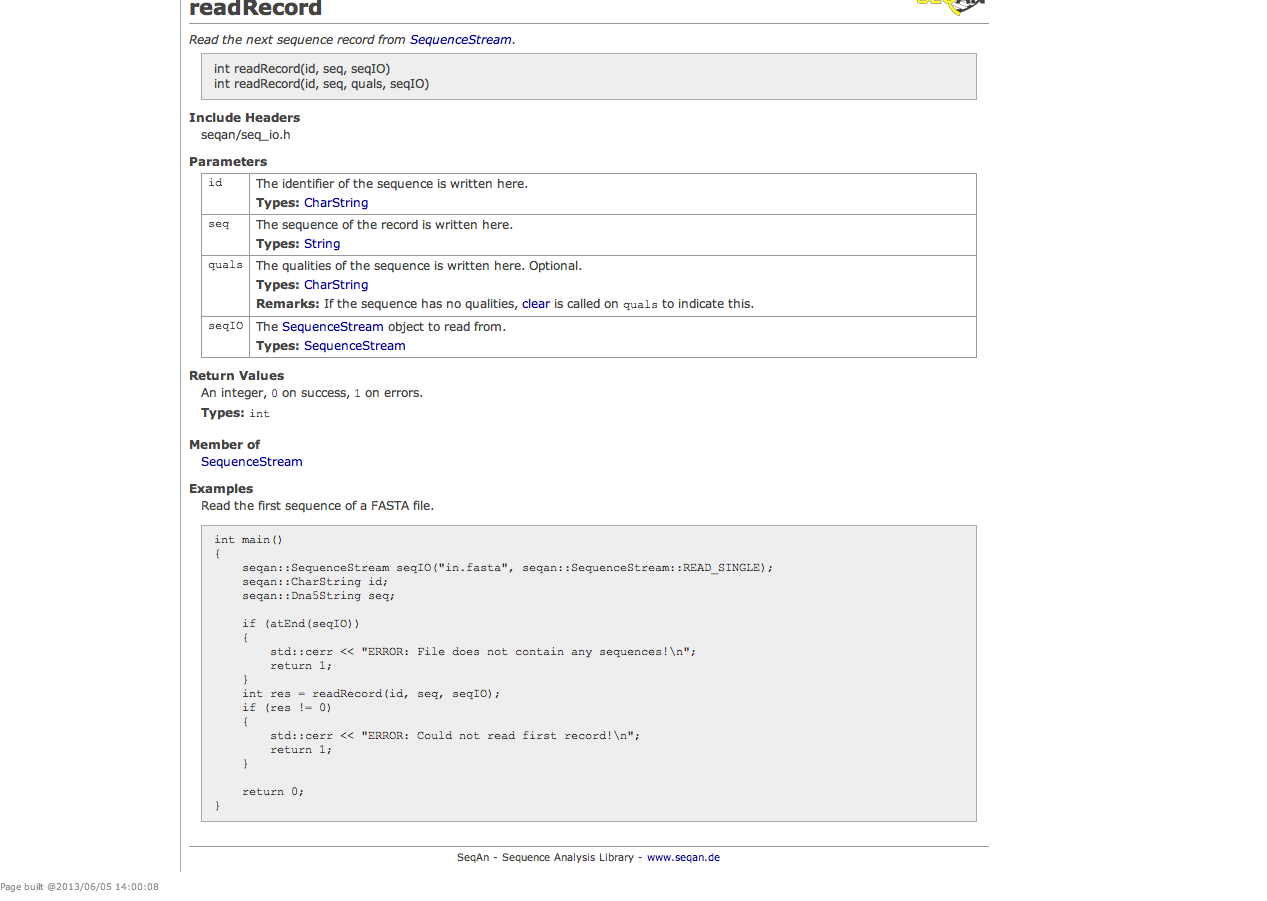 readRecord
SEQAN
Read the next sequence record from SequenceStream.
int readRecord(id, seq, seqIO)
int readRecord(id, seq, quals, seqIO)
Include Headers
seqan/seq_io.h
Parameters
id The identifier of the sequence is written here.
Types: CharString
seq The sequence of the record is written here.
Types: String
quals The qualities of the sequence is written here. Optional.
Types: CharString
Remarks: If the sequence has no qualities, clear is called on quals to indicate this.
seqIO The SequenceStream object to read from.
Types: SequenceStream
Return Values
An integer, 0 on success, 1 on errors.
Types: int
Member of
SequenceStream
Examples
Read the first sequence of a FASTA file.
int main()
{
    seqan::SequenceStream seqIO("in.fasta", seqan::SequenceStream::READ_SINGLE);
    seqan::CharString id;
    seqan::Dna5String seq;
    if (atEnd(seqIO))
    {
        std::cerr << "ERROR: File does not contain any sequences!\n";
        return 1;
    }
    int res = readRecord(id, seq, seqIO);
    if (res != 0)
    {
        std::cerr << "ERROR: Could not read first record!\n";
        return 1;
    }
    return 0;
}
SeqAn - Sequence Analysis Library - www.seqan.de
Page built @2013/06/05 14:00:08